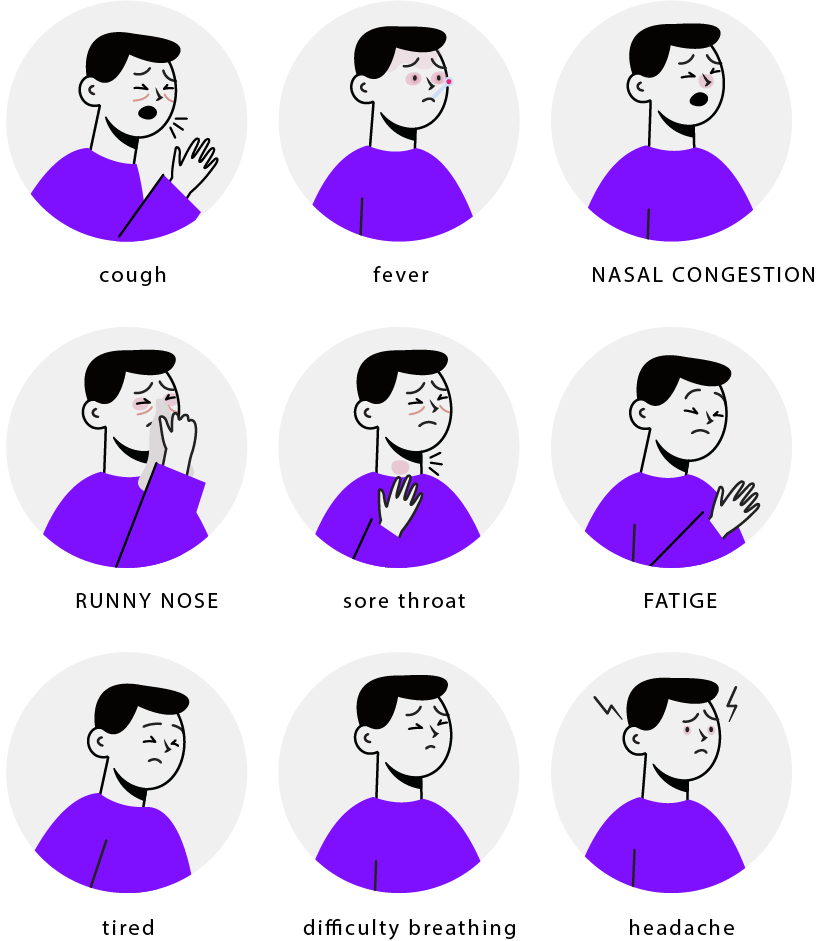 cough
fever
NASAL CONGESTION
RUNNY NOSE
sore throat
FATIGE
tired
difficulty breathing
headache